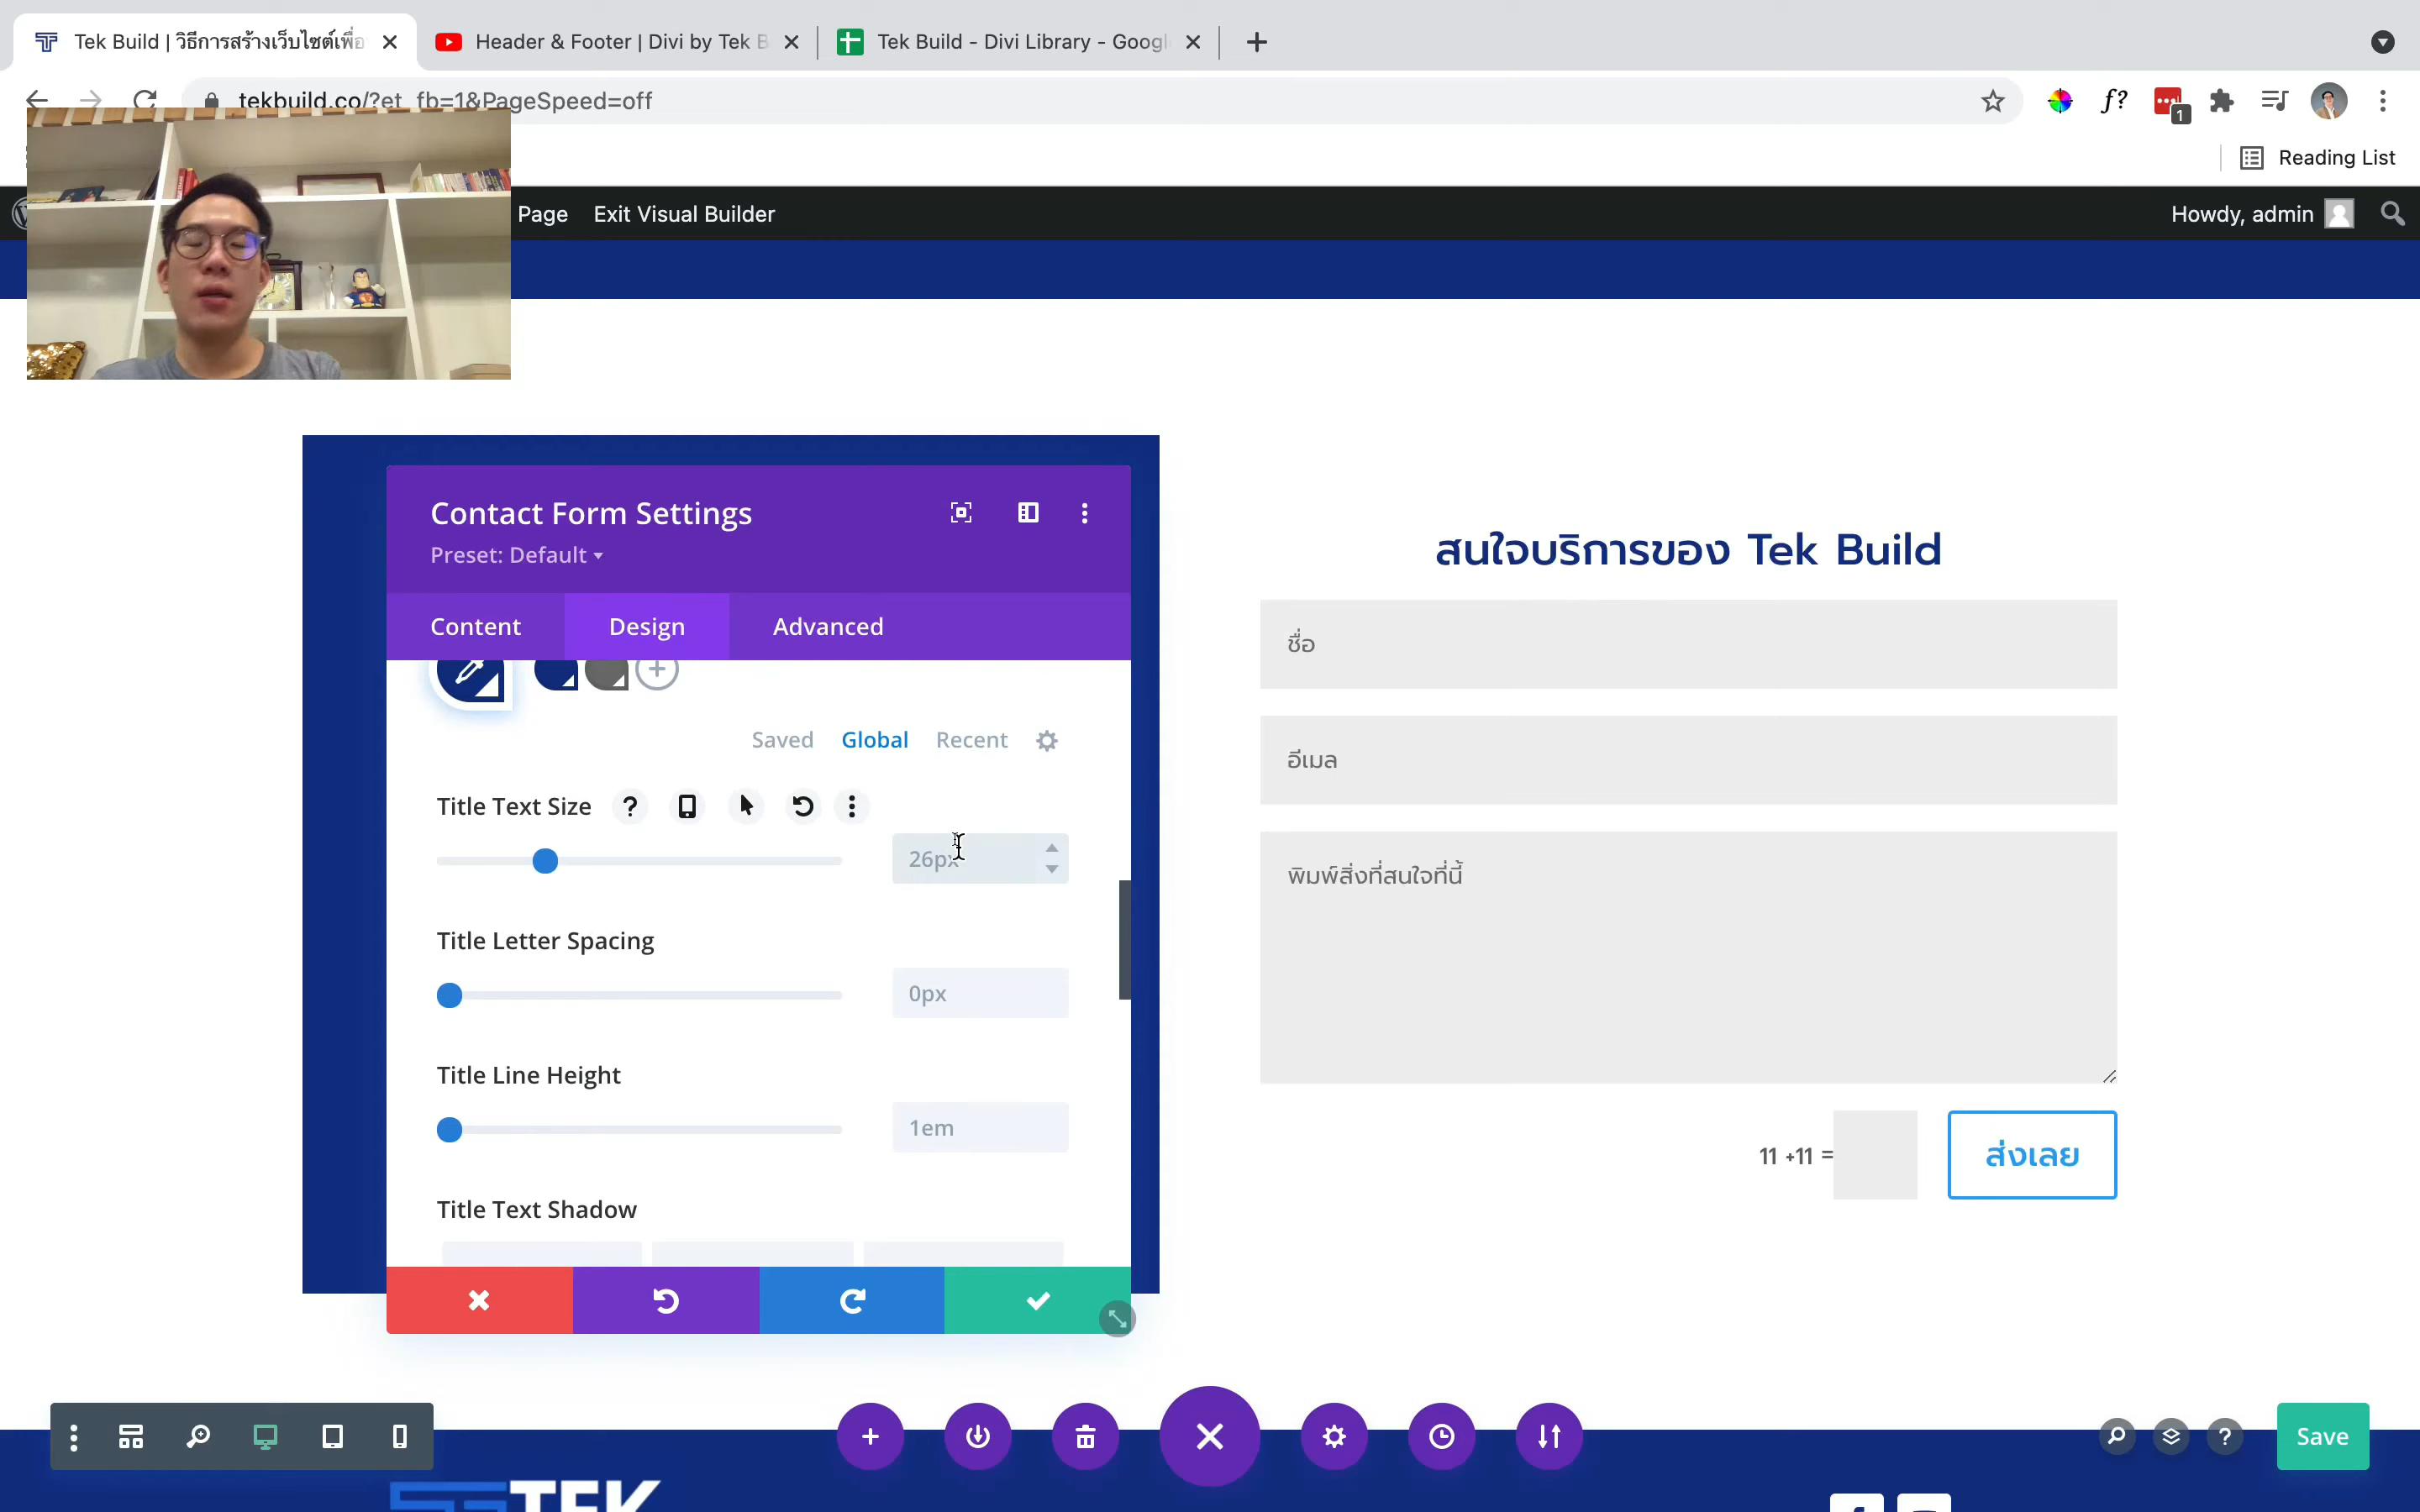 Tek Build | วิธีการสร้างเว็บไซต์เพื่อ
Header & Footer | Divi by Tek B
Tek Build - Divi Library - Googl
tekbuild.co/?et_fb=1&PageSpeed=off
f?
1
Reading List
Page
Exit Visual Builder
Howdy, admin
Contact Form Settings
Preset: Default
Content
Design
Advanced
Saved
Global
Recent
Title Text Size
26px
Title Letter Spacing
0px
Title Line Height
1em
Title Text Shadow
สนใจบริการของ Tek Build
ชื่อ
อีเมล
พิมพ์สิ่งที่สนใจที่นี้
11 +11 =
ส่งเลย
Save
TEK